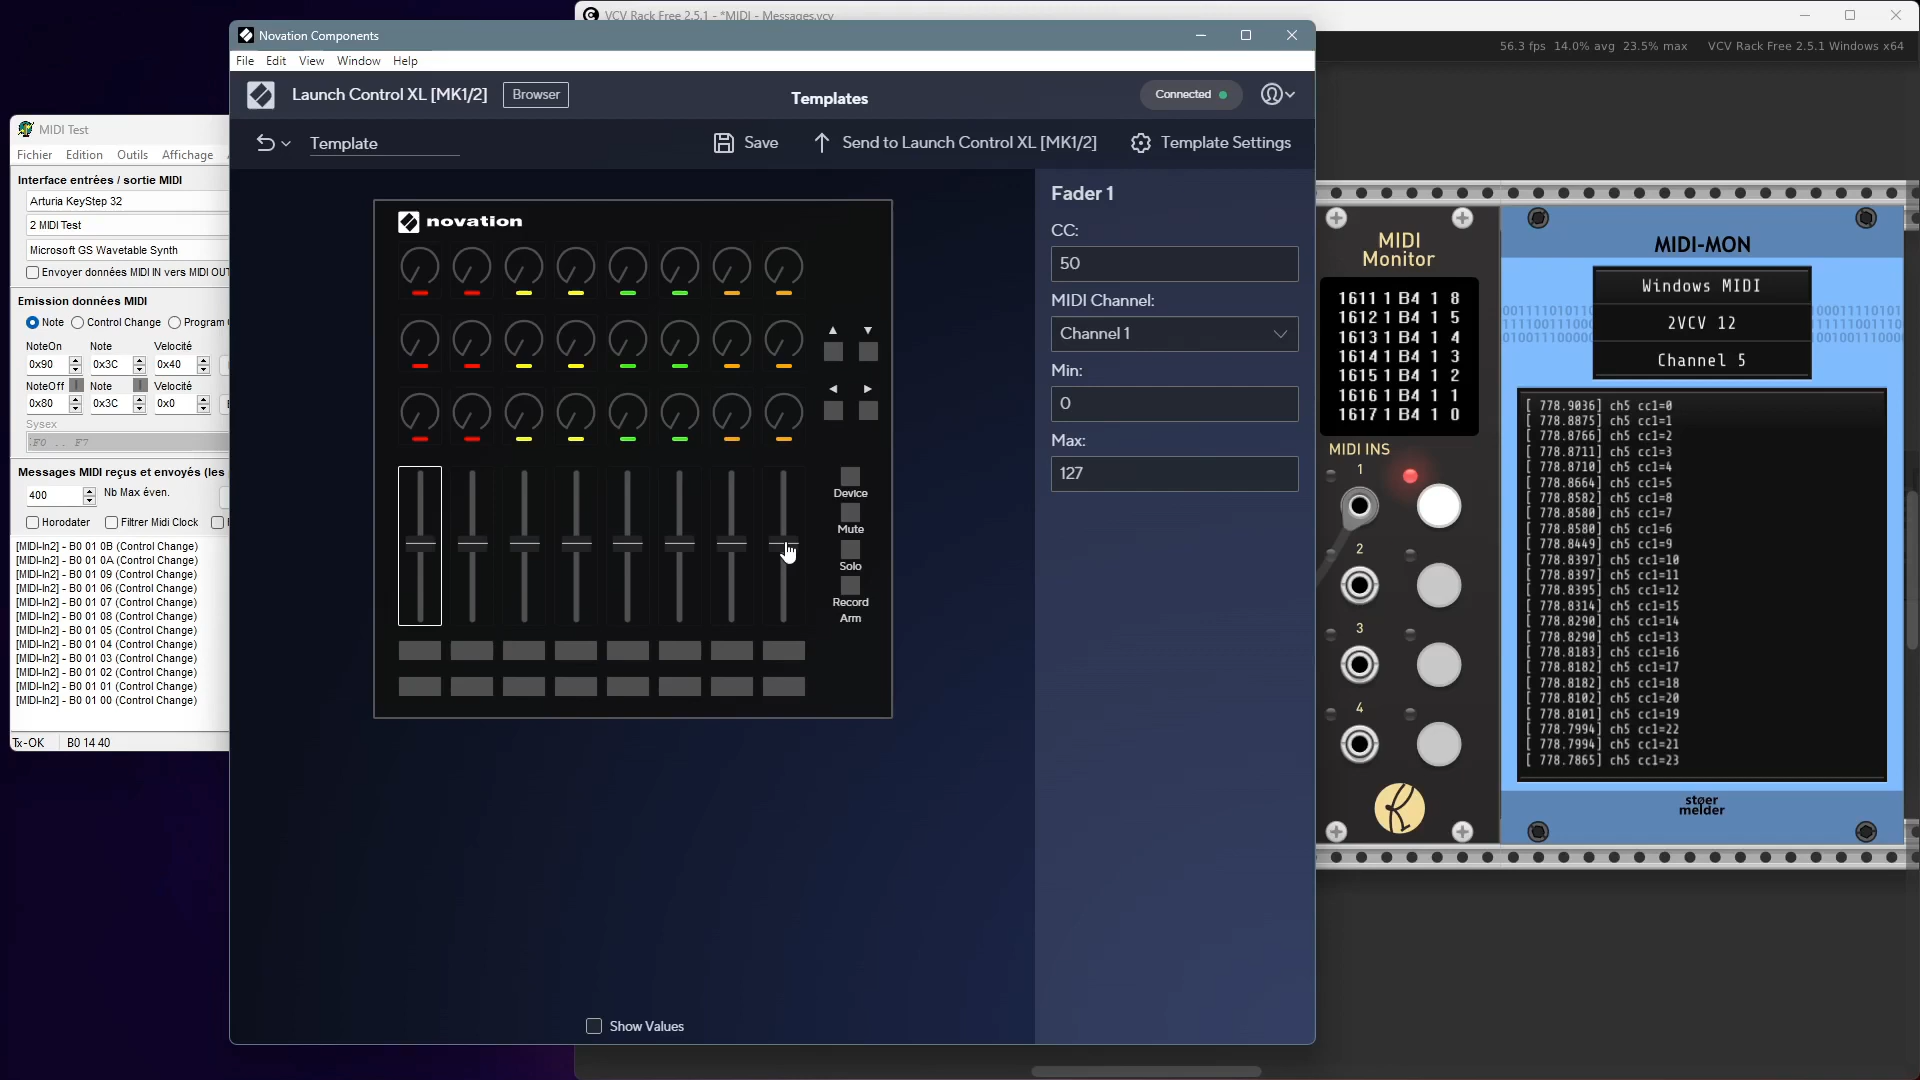 VCV Rack Free 2.5.1 - *MIDI - Messages.vcv
56.3 fps 14.0% avg 23.5% max VCV Rack Free 2.5.1 Windows x64
Novation Components
File Edit View Window Help
Launch Control XL [MK1/2] Browser
Templates
Connected
Template
Save
Send to Launch Control XL [MK1/2]
Template Settings
MIDI Test
Fichier Edition Outils Affichage
Interface entrées / sortie MIDI
Arturia KeyStep 32
2 MIDI Test
Microsoft GS Wavetable Synth
Envoyer données MIDI IN vers MIDI OUT
Emission données MIDI
Note Control Change Program
NoteOn Note Velocité
0x90 0x3C 0x40
NoteOff Note Velocité
0x80 0x3C 0x0
Sysex
F0 .. F7
Messages MIDI reçus et envoyés (les
400 Nb Max éven.
Horodater Filtrer Midi Clock
[MIDI-In2] - B0 01 0B (Control Change)
[MIDI-In2] - B0 01 0A (Control Change)
[MIDI-In2] - B0 01 09 (Control Change)
[MIDI-In2] - B0 01 06 (Control Change)
[MIDI-In2] - B0 01 07 (Control Change)
[MIDI-In2] - B0 01 08 (Control Change)
[MIDI-In2] - B0 01 05 (Control Change)
[MIDI-In2] - B0 01 04 (Control Change)
[MIDI-In2] - B0 01 03 (Control Change)
[MIDI-In2] - B0 01 02 (Control Change)
[MIDI-In2] - B0 01 01 (Control Change)
[MIDI-In2] - B0 01 00 (Control Change)
Tx-OK B0 14 40
novation
Device
Mute
Solo
Record
Arm
Show Values
Fader 1
CC:
50
MIDI Channel:
Channel 1
Min:
0
Max:
127
MIDI
Monitor
1611 1 B4 1 8
1612 1 B4 1 5
1613 1 B4 1 4
1614 1 B4 1 3
1615 1 B4 1 2
1616 1 B4 1 1
1617 1 B4 1 0
MIDI INS
1
2
3
4
MIDI-MON
Windows MIDI
2VCV 12
Channel 5
[ 778.9036] ch5 cc1=0
[ 778.8875] ch5 cc1=1
[ 778.8766] ch5 cc1=2
[ 778.8711] ch5 cc1=3
[ 778.8710] ch5 cc1=4
[ 778.8664] ch5 cc1=5
[ 778.8582] ch5 cc1=8
[ 778.8580] ch5 cc1=7
[ 778.8580] ch5 cc1=6
[ 778.8449] ch5 cc1=9
[ 778.8397] ch5 cc1=10
[ 778.8397] ch5 cc1=11
[ 778.8395] ch5 cc1=12
[ 778.8314] ch5 cc1=15
[ 778.8290] ch5 cc1=14
[ 778.8290] ch5 cc1=13
[ 778.8183] ch5 cc1=16
[ 778.8182] ch5 cc1=17
[ 778.8182] ch5 cc1=18
[ 778.8102] ch5 cc1=20
[ 778.8101] ch5 cc1=19
[ 778.7994] ch5 cc1=22
[ 778.7994] ch5 cc1=21
[ 778.7865] ch5 cc1=23
støer
melder